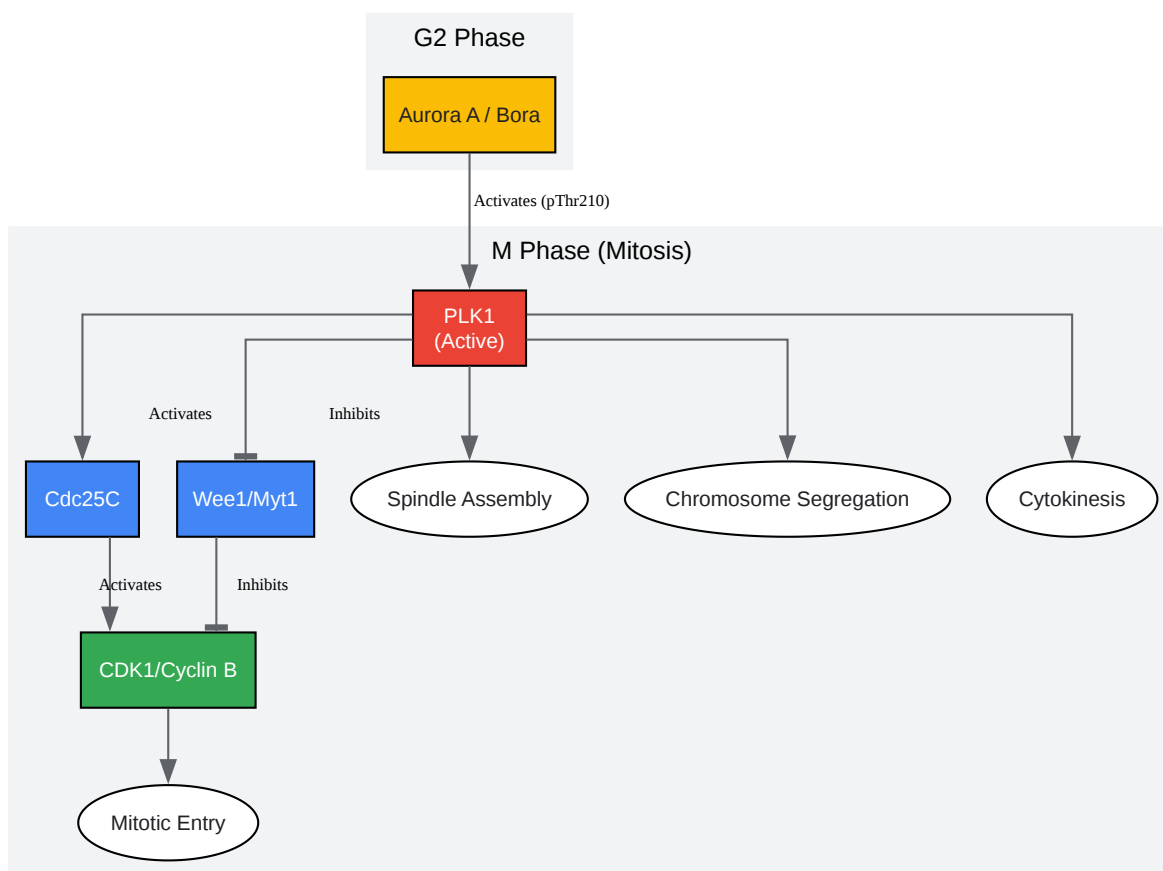 G2 Phase
Aurora A / Bora
Activates (pThr210)
M Phase (Mitosis)
PLK1
(Active)
Activates
Inhibits
Cdc25C
Wee1/Myt1
Spindle Assembly
Chromosome Segregation
Cytokinesis
Activates
Inhibits
CDK1/Cyclin B
Mitotic Entry